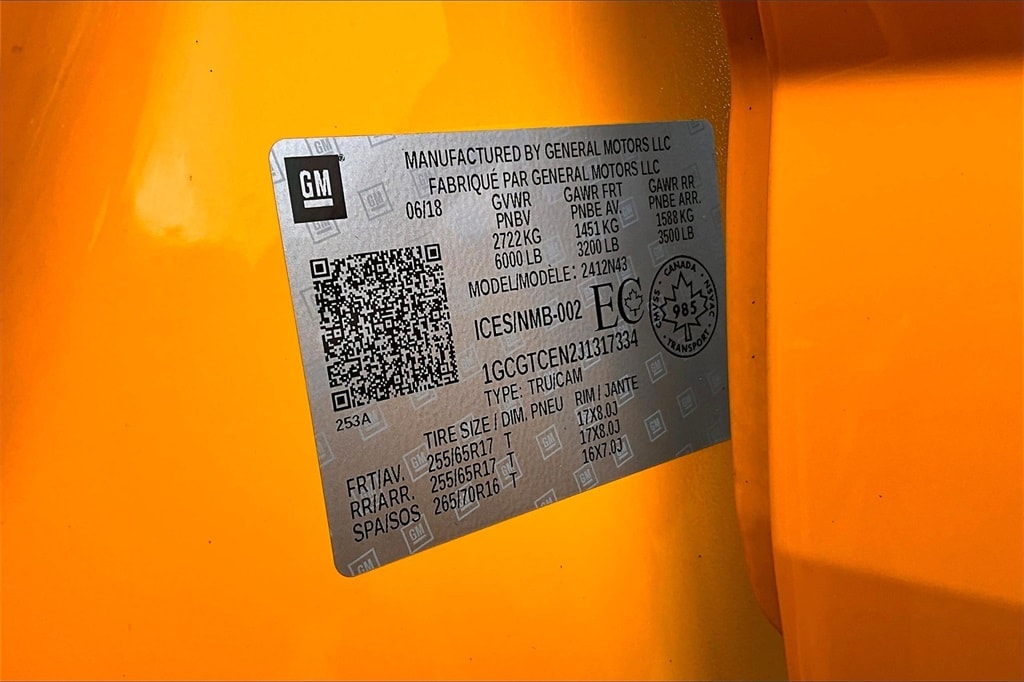 GM
MANUFACTURED BY GENERAL MOTORS LLC
FABRIQUÉ PAR GENERAL MOTORS LLC
06/18 GVWR GAWR FRT GAWR RR
PNBV PNBE AV. PNBE ARR.
2722 KG 1451 KG 1588 KG
6000 LB 3200 LB 3500 LB
MODEL/MODÈLE: 2412N43
ICES/NMB-002 EC
CANADA
CMVSS 985 NSVAC
TRANSPORT
1GCGTCEN2J1317334
TYPE: TRU/CAM
253A
TIRE SIZE / DIM. PNEU RIM / JANTE
FRT/AV. 255/65R17 T 17X8.0J
RR/ARR. 255/65R17 T 17X8.0J
SPA/SOS 265/70R16 T 16X7.0J